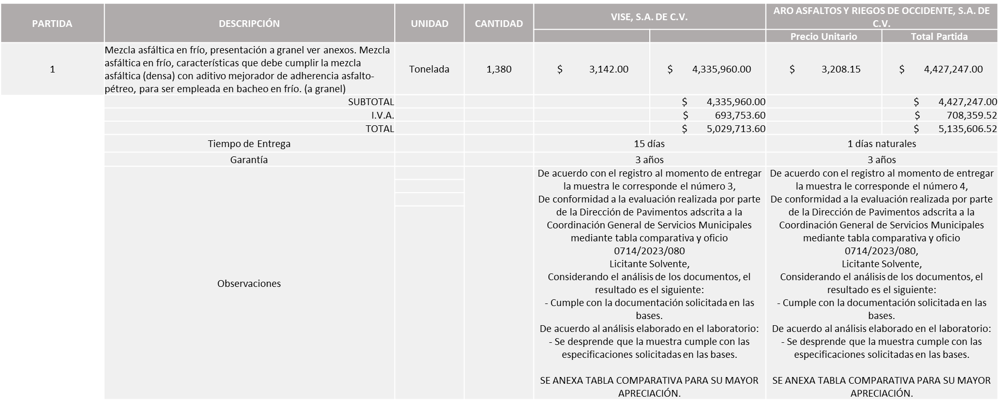 PARTIDA
DESCRIPCIÓN
UNIDAD
CANTIDAD
VISE, S.A. DE C.V.
ARO ASFALTOS Y RIEGOS DE OCCIDENTE, S.A. DE
C.V.
Precio Unitario
Total Partida
1
Mezcla asfáltica en frío, presentación a granel ver anexos. Mezcla
asfáltica en frío, características que debe cumplir la mezcla
asfáltica (densa) con aditivo mejorador de adherencia asfalto-
pétreo, para ser empleada en bacheo en frío. (a granel)
Tonelada
1,380
$ 3,142.00
$ 4,335,960.00
$ 3,208.15
$ 4,427,247.00
SUBTOTAL
$ 4,335,960.00
$ 4,427,247.00
I.V.A.
$ 693,753.60
$ 708,359.52
TOTAL
$ 5,029,713.60
$ 5,135,606.52
Tiempo de Entrega
15 días
1 días naturales
Garantía
3 años
3 años
Observaciones
De acuerdo con el registro al momento de entregar
la muestra le corresponde el número 3,
De conformidad a la evaluación realizada por parte
de la Dirección de Pavimentos adscrita a la
Coordinación General de Servicios Municipales
mediante tabla comparativa y oficio
0714/2023/080
Licitante Solvente,
Considerando el análisis de los documentos, el
resultado es el siguiente:
- Cumple con la documentación solicitada en las
bases.
De acuerdo al análisis elaborado en el laboratorio:
- Se desprende que la muestra cumple con las
especificaciones solicitadas en las bases.
SE ANEXA TABLA COMPARATIVA PARA SU MAYOR
APRECIACIÓN.
De acuerdo con el registro al momento de entregar
la muestra le corresponde el número 4,
De conformidad a la evaluación realizada por parte
de la Dirección de Pavimentos adscrita a la
Coordinación General de Servicios Municipales
mediante tabla comparativa y oficio
0714/2023/080,
Licitante Solvente,
Considerando el análisis de los documentos, el
resultado es el siguiente:
- Cumple con la documentación solicitada en las
bases.
De acuerdo al análisis elaborado en el laboratorio:
- Se desprende que la muestra cumple con las
especificaciones solicitadas en las bases.
SE ANEXA TABLA COMPARATIVA PARA SU MAYOR
APRECIACIÓN.